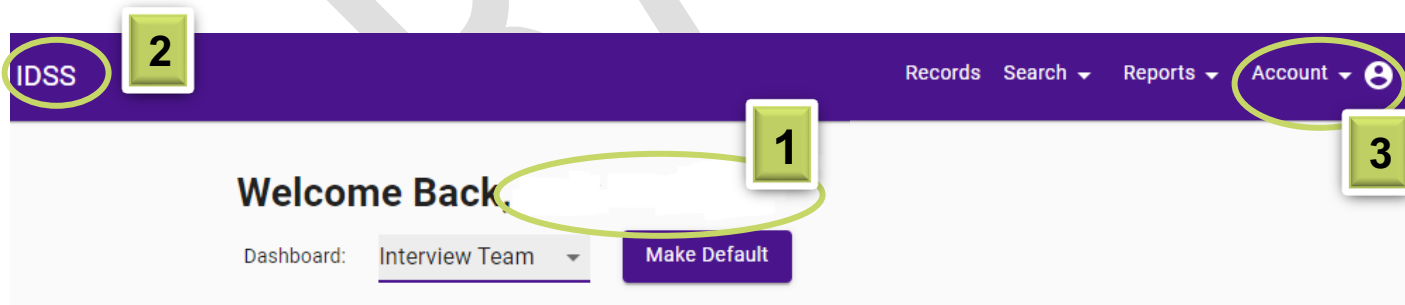 2
IDSS
Records Search Reports Account
1
3
Welcome Back,
Dashboard: Interview Team Make Default